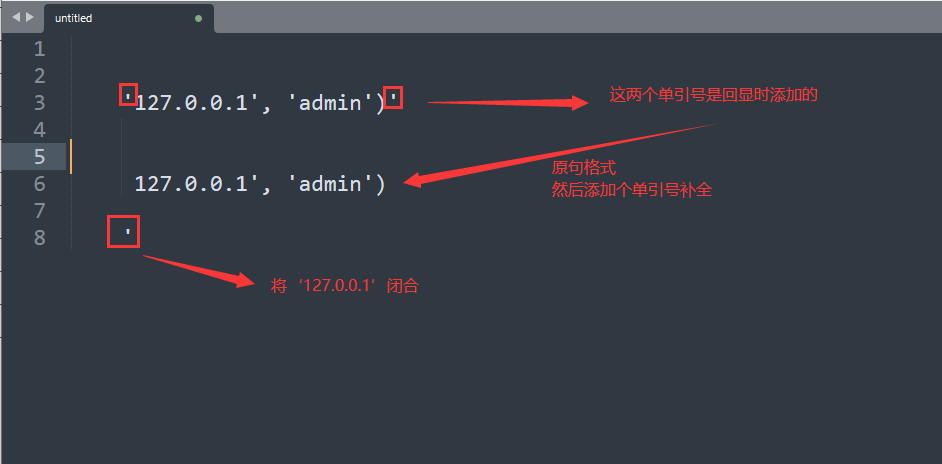 untitled
1
2
3 '127.0.0.1', 'admin')' 这两个单引号是回显时添加的
4
5
原句格式
6 127.0.0.1', 'admin')
然后添加个单引号补全
7
8 '
将‘127.0.0.1’闭合